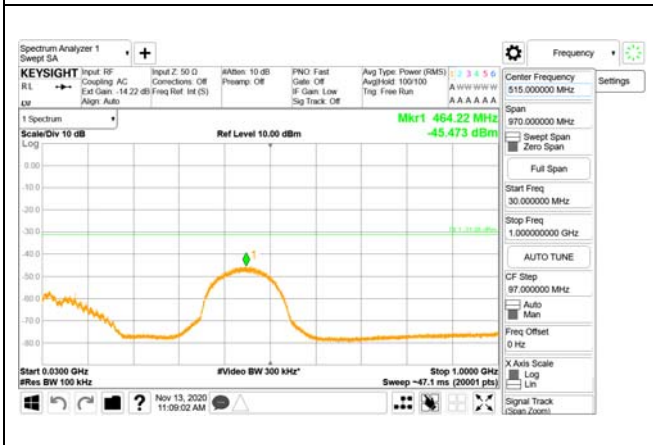 Spectrum Analyzer 1
Swept SA
+
Frequency
KEYSIGHT
RL
Input: RF
Coupling: AC
Ext Gain: -14.22 dB
Align: Auto
Input Z: 50 Ω
Corrections: Off
Freq Ref: Int (S)
#Atten: 10 dB
Preamp: Off
PNO: Fast
Gate: Off
IF Gain: Low
Sig Track: Off
Avg Type: Power (RMS)
Avg|Hold: 100/100
Trig: Free Run
1 2 3 4 5 6
A W W W W W
A A A A A A
Center Frequency
515.000000 MHz
Settings
1 Spectrum
Scale/Div 10 dB
Log
Ref Level 10.00 dBm
Mkr1 464.22 MHz
-45.473 dBm
Span
970.000000 MHz
Swept Span
Zero Span
Full Span
Start Freq
30.000000 MHz
Stop Freq
1.000000000 GHz
AUTO TUNE
CF Step
97.000000 MHz
Auto
Man
Freq Offset
0 Hz
X Axis Scale
Log
Lin
Signal Track
(Span Zoom)
0.00
-10.0
-20.0
-30.0
-40.0
-50.0
-60.0
-70.0
-80.0
1
Start 0.0300 GHz
#Res BW 100 kHz
#Video BW 300 kHz*
Stop 1.0000 GHz
Sweep ~47.1 ms (20001 pts)
?
Nov 13, 2020
11:09:02 AM